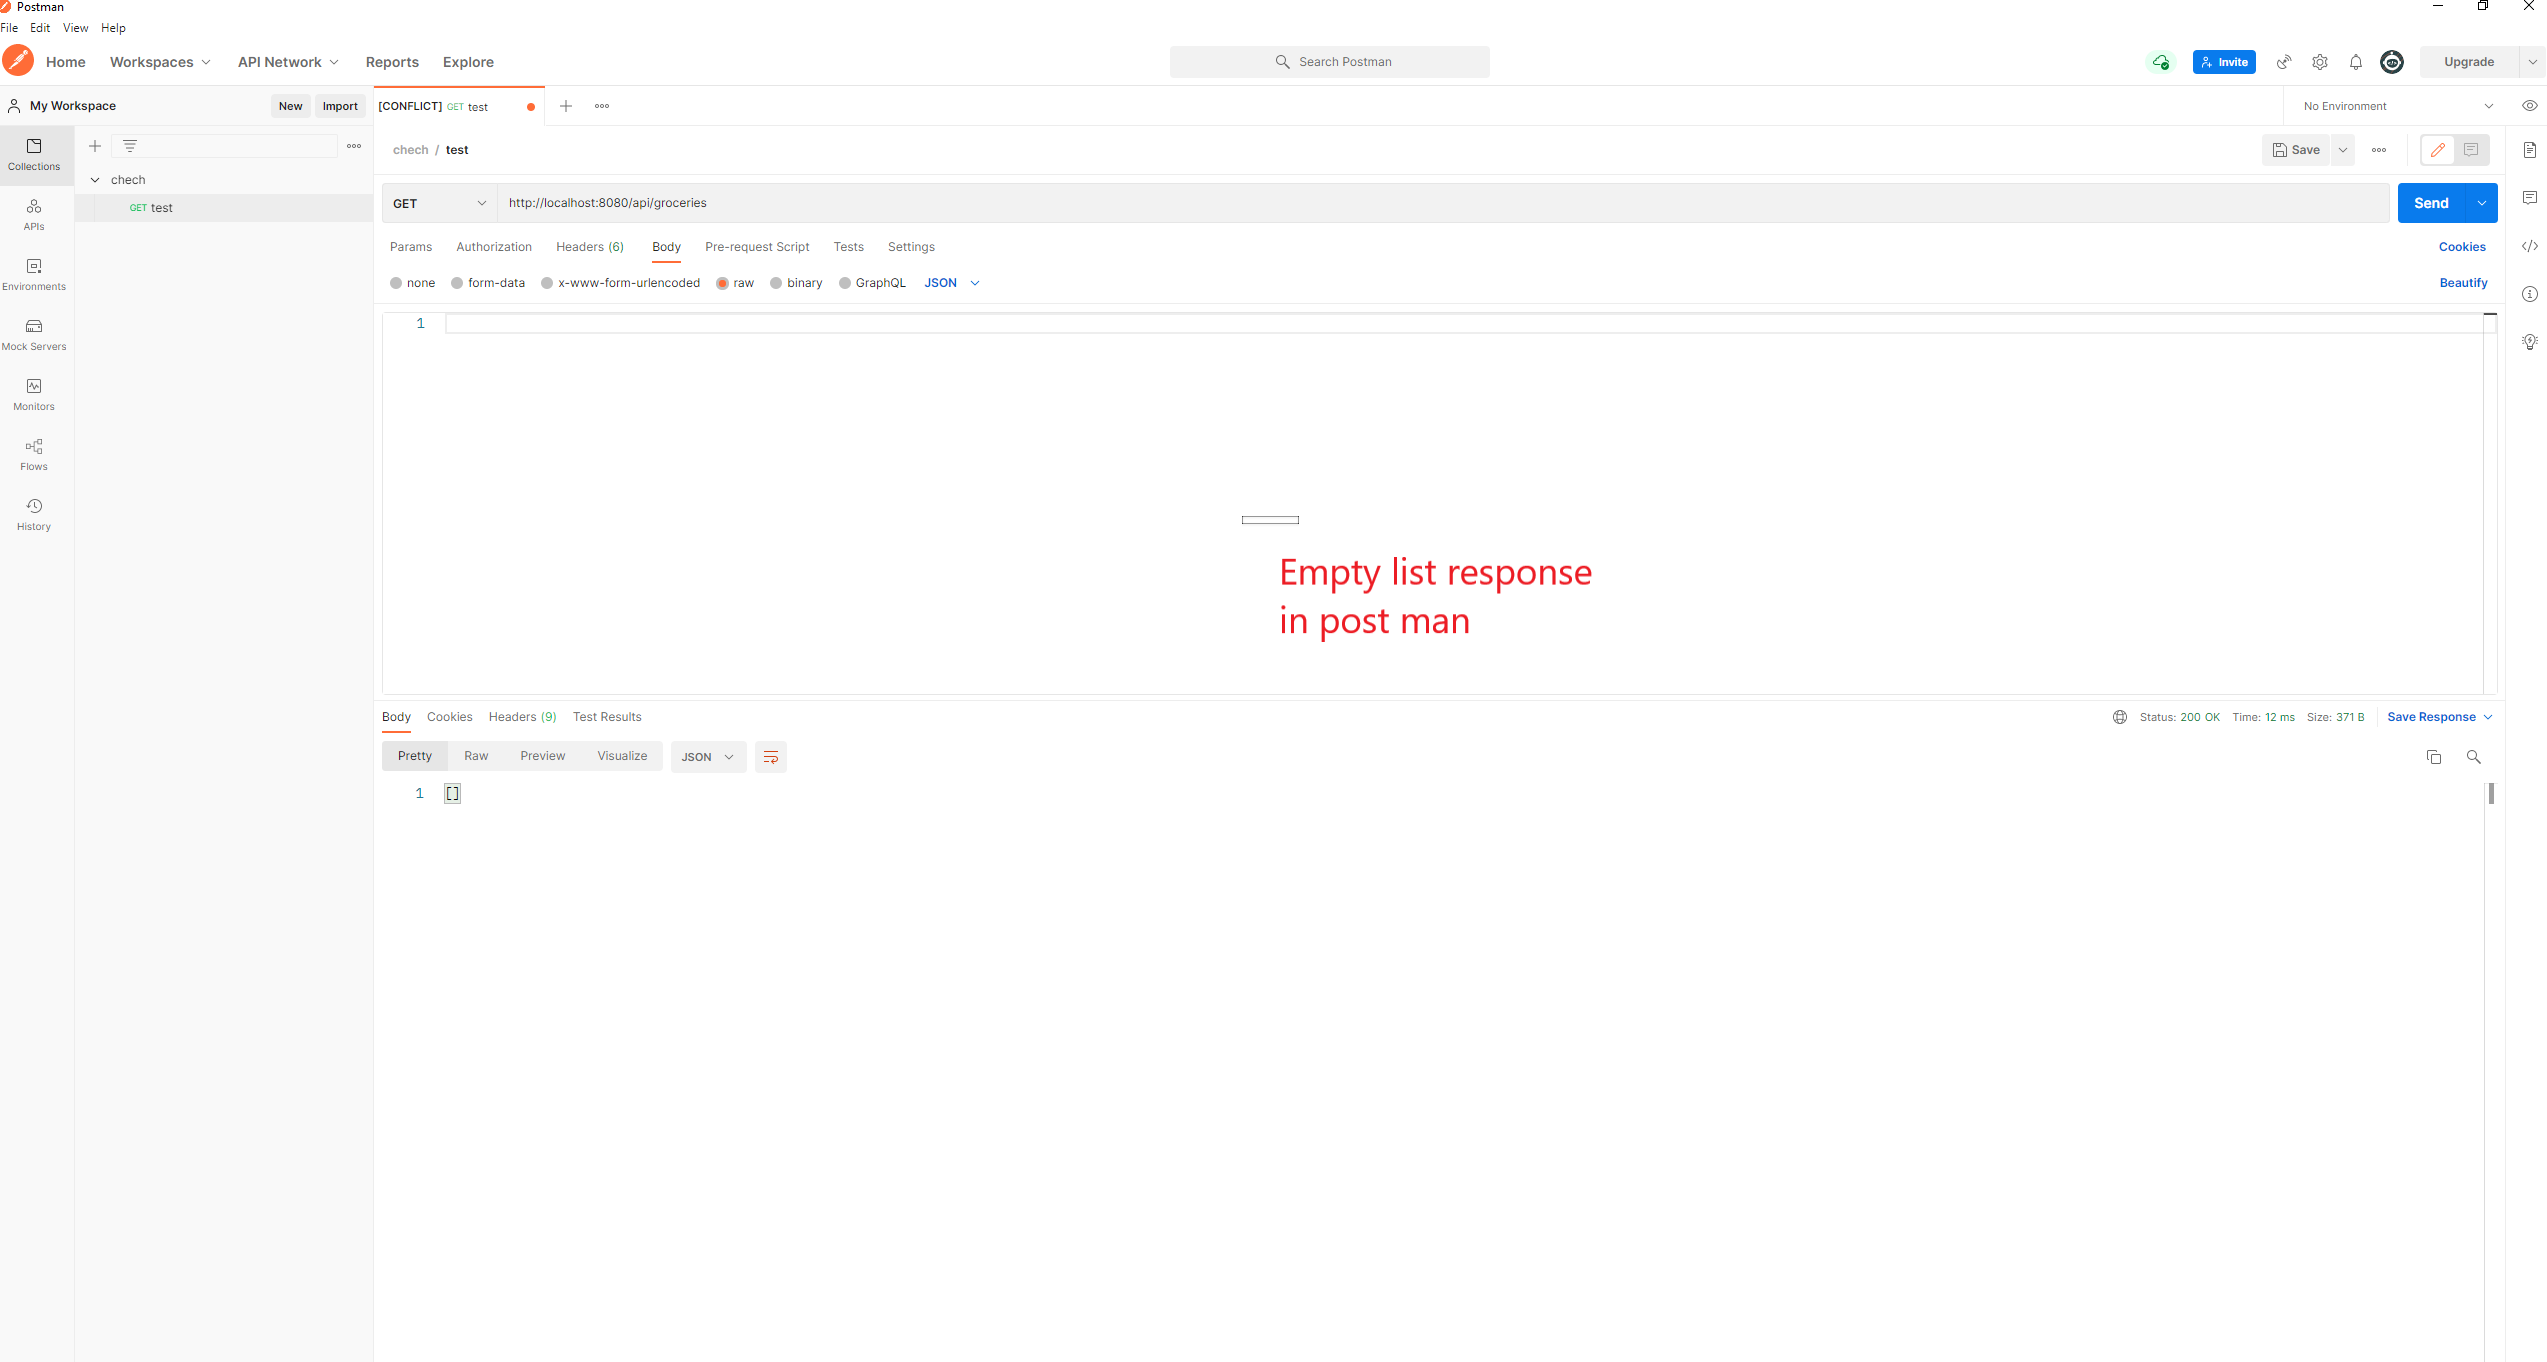 Postman
File Edit View Help
Home Workspaces API Network Reports Explore Search Postman Invite Upgrade
My Workspace New Import [CONFLICT] GET test No Environment
Collections
chech / test Save
chech
GET test
GET http://localhost:8080/api/groceries Send
APIs
Params Authorization Headers (6) Body Pre-request Script Tests Settings Cookies
Environments
none form-data x-www-form-urlencoded raw binary GraphQL JSON Beautify
1
Mock Servers
Monitors
Flows
History
Empty list response
in post man
Body Cookies Headers (9) Test Results Status: 200 OK Time: 12 ms Size: 371 B Save Response
Pretty Raw Preview Visualize JSON
1 []